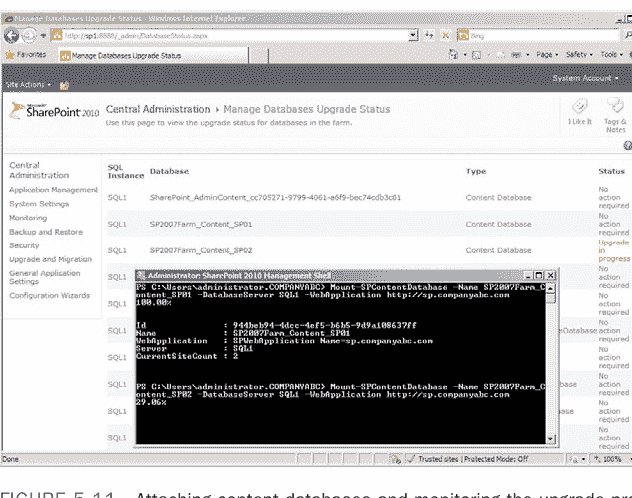 Manage Databases Upgrade Status - Windows Internet Explorer
http://sp1:8888/_admin/DatabaseStatus.aspx
Bing
Favorites
Manage Databases Upgrade Status
Page
Safety
Tools
Site Actions
System Account
Microsoft
SharePoint 2010
Central Administration
Manage Databases Upgrade Status
Use this page to view the upgrade status for databases in the farm.
I Like It
Tags &
Notes
Central
Administration
Application Management
System Settings
Monitoring
Backup and Restore
Security
Upgrade and Migration
General Application
Settings
Configuration Wizards
SQL
Instance
Database
Type
Status
SQL1
SharePoint_AdminContent_cc705271-9799-4061-a6f9-bec74cdb3c81
Content Database
No
action
required
SQL1
SP2007Farm_Content_SP01
Content Database
No
action
required
SQL1
SP2007Farm_Content_SP02
Content Database
Upgrade
in
progress
SQL1
No
action
required
SQL1
No
action
required
SQL1
No
action
required
SQL1
No
action
required
SQL1
No
action
required
SQL1
No
action
required
SQL1
No
action
required
Administrator: SharePoint 2010 Management Shell
PS C:\Users\administrator.COMPANYABC> Mount-SPContentDatabase -Name SP2007Farm_C
ontent_SP01 -DatabaseServer SQL1 -WebApplication http://sp.companyabc.com
100.00%
Id : 944beb94-4dcc-4ef5-b6b5-9d9a108637ff
Name : SP2007Farm_Content_SP01
WebApplication : SPWebApplication Name=sp.companyabc.com
Server : SQL1
CurrentSiteCount : 2
PS C:\Users\administrator.COMPANYABC> Mount-SPContentDatabase -Name SP2007Farm_C
ontent_SP02 -DatabaseServer SQL1 -WebApplication http://sp.companyabc.com
29.06%
Done
Trusted sites | Protected Mode: Off
100%
FIGURE 5.11 Attaching content databases and monitoring the upgrade pro